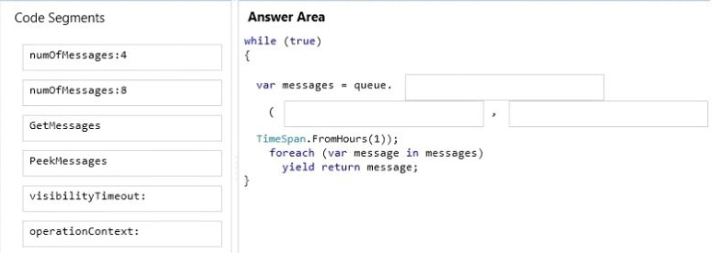 Code Segments
numOfMessages:4
numOfMessages:8
GetMessages
PeekMessages
visibilityTimeout:
operationContext:
Answer Area
while (true)
{
var messages = queue.
( ,
TimeSpan.FromHours(1));
foreach (var message in messages)
yield return message;
}